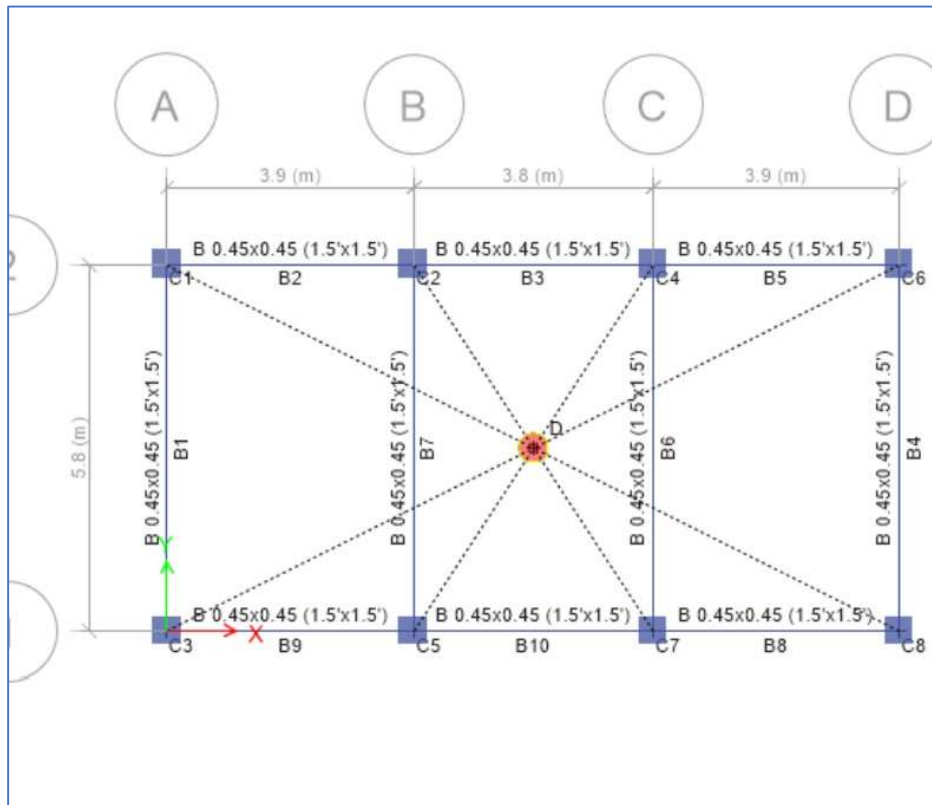 A B C D
3.9 (m) 3.8 (m) 3.9 (m)
2
B 0.45x0.45 (1.5'x1.5') B 0.45x0.45 (1.5'x1.5') B 0.45x0.45 (1.5'x1.5')
C1 B2 C2 B3 C4 B5 C6
5.8 (m)
B 0.45x0.45 (1.5'x1.5') B1
B 0.45x0.45 (1.5'x1.5') B7
D
B 0.45x0.45 (1.5'x1.5') B6
B 0.45x0.45 (1.5'x1.5') B4
Y
B 0.45x0.45 (1.5'x1.5') B 0.45x0.45 (1.5'x1.5') B 0.45x0.45 (1.5'x1.5')
X
C3 B9 C5 B10 C7 B8 C8